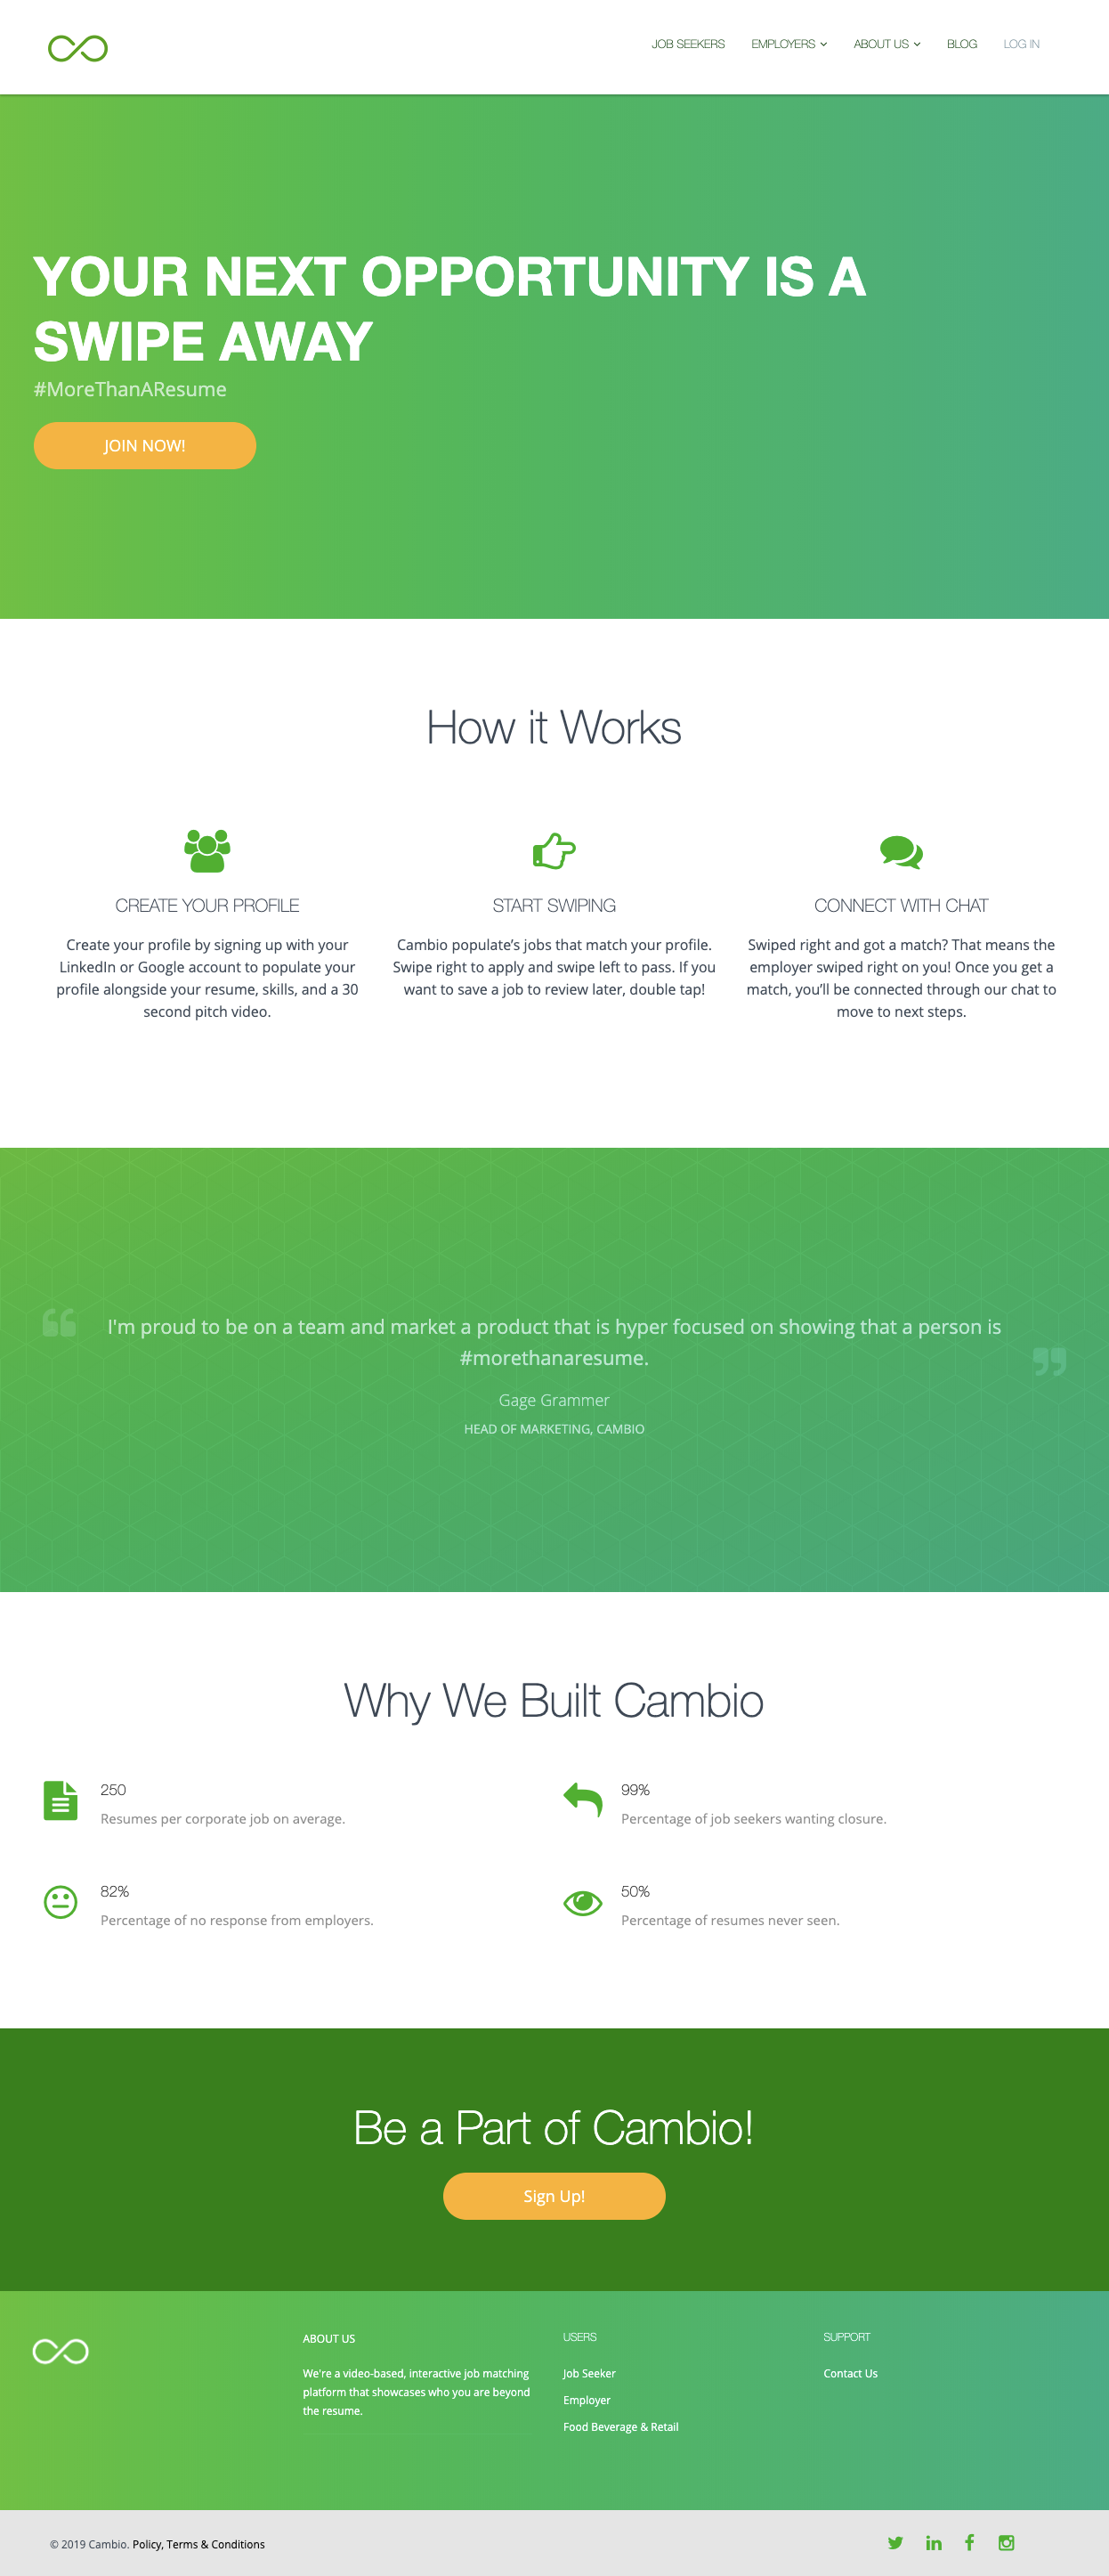 JOB SEEKERS EMPLOYERS ABOUT US BLOG LOG IN
YOUR NEXT OPPORTUNITY IS A
SWIPE AWAY
#MoreThanAResume
JOIN NOW!
How it Works
CREATE YOUR PROFILE
Create your profile by signing up with your
LinkedIn or Google account to populate your
profile alongside your resume, skills, and a 30
second pitch video.
START SWIPING
Cambio populate’s jobs that match your profile.
Swipe right to apply and swipe left to pass. If you
want to save a job to review later, double tap!
CONNECT WITH CHAT
Swiped right and got a match? That means the
employer swiped right on you! Once you get a
match, you’ll be connected through our chat to
move to next steps.
I'm proud to be on a team and market a product that is hyper focused on showing that a person is
#morethanaresume.
Gage Grammer
HEAD OF MARKETING, CAMBIO
Why We Built Cambio
250
Resumes per corporate job on average.
99%
Percentage of job seekers wanting closure.
82%
Percentage of no response from employers.
50%
Percentage of resumes never seen.
Be a Part of Cambio!
Sign Up!
ABOUT US
We're a video-based, interactive job matching
platform that showcases who you are beyond
the resume.
USERS
Job Seeker
Employer
Food Beverage & Retail
SUPPORT
Contact Us
© 2019 Cambio. Policy, Terms & Conditions